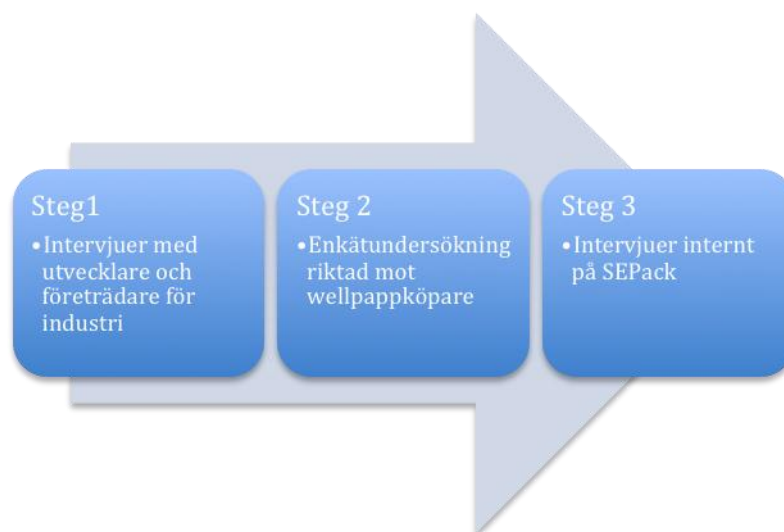 Steg1
•Intervjuer med
utvecklare och
företrädare för
industri
Steg 2
•Enkätundersökning
riktad mot
wellpappköpare
Steg 3
•Intervjuer internt
på SEPack